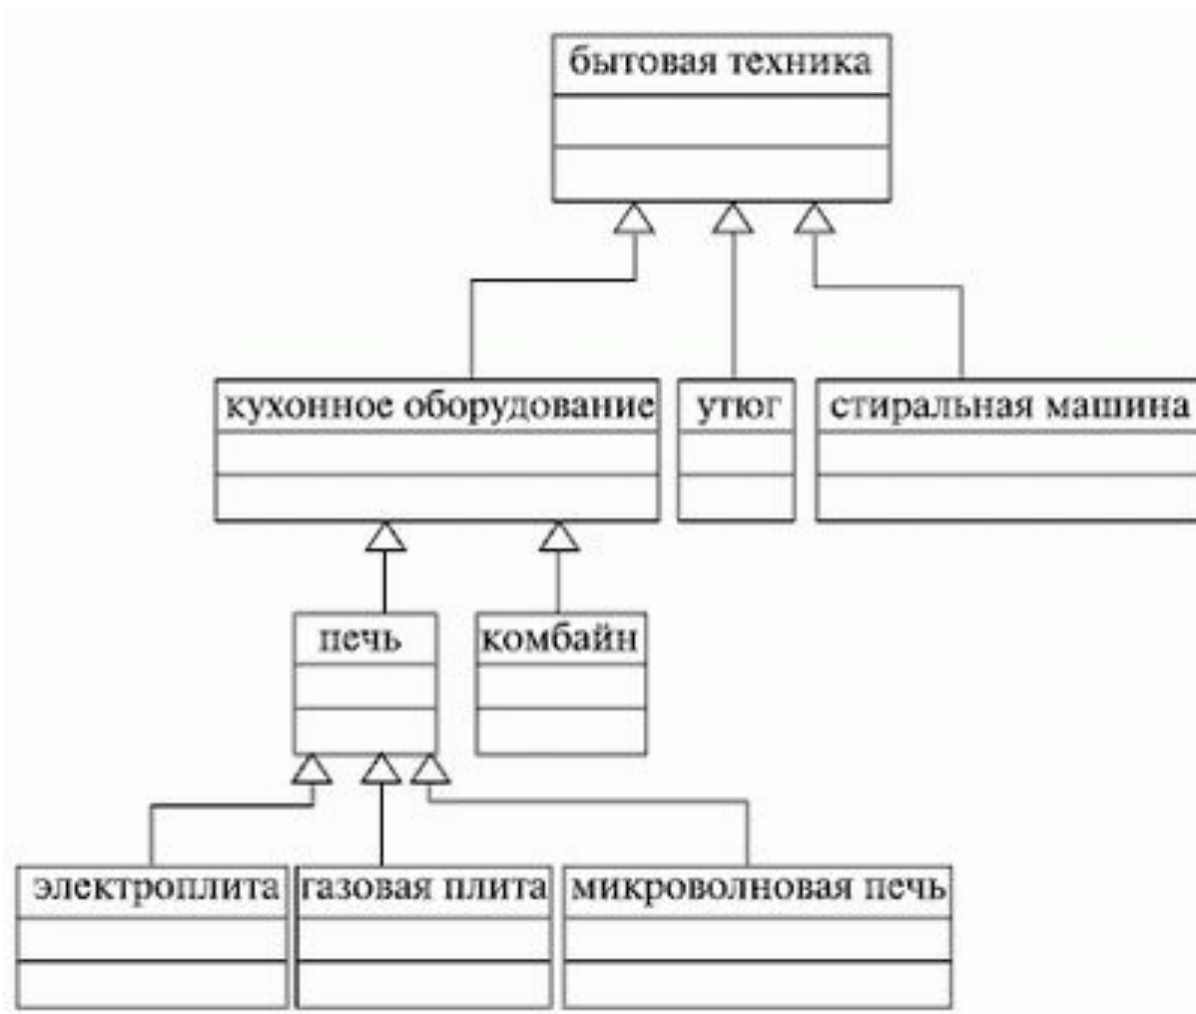 бытовая техника
кухонное оборудование
утюг
стиральная машина
печь
комбайн
электроплита
газовая плита
микроволновая печь